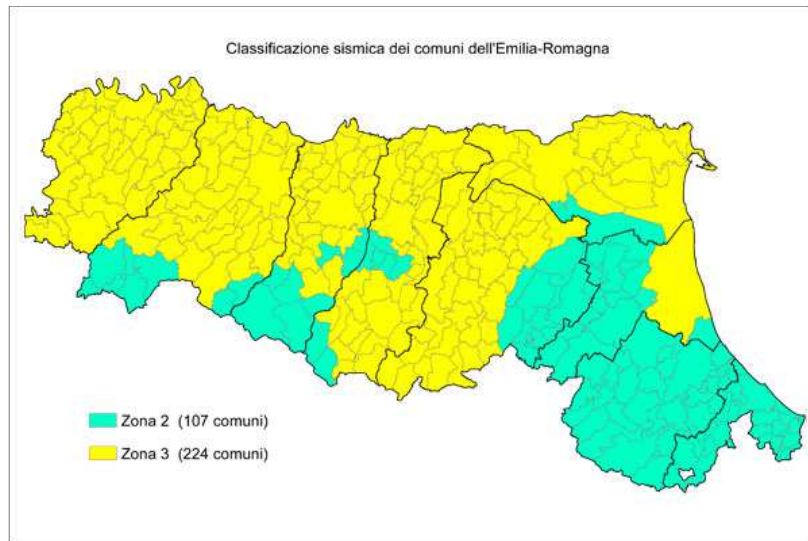 Classificazione sismica dei comuni dell'Emilia-Romagna
Zona 2 (107 comuni)
Zona 3 (224 comuni)